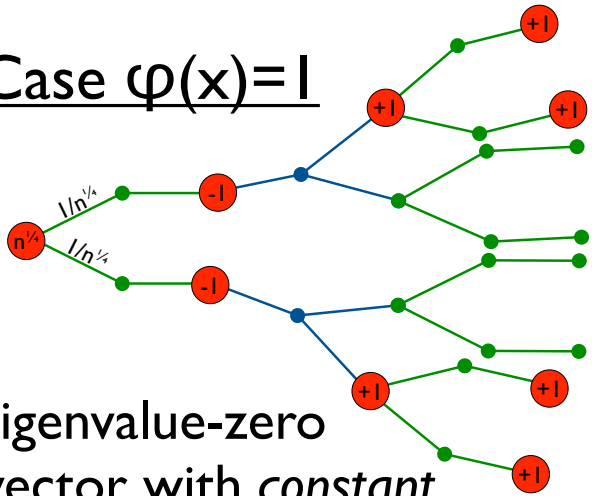 +1
Case φ(x)=1
+1
+1
-1
1/n¼
n¼
1/n¼
-1
+1
+1
igenvalue-zero
+1
vector with constant